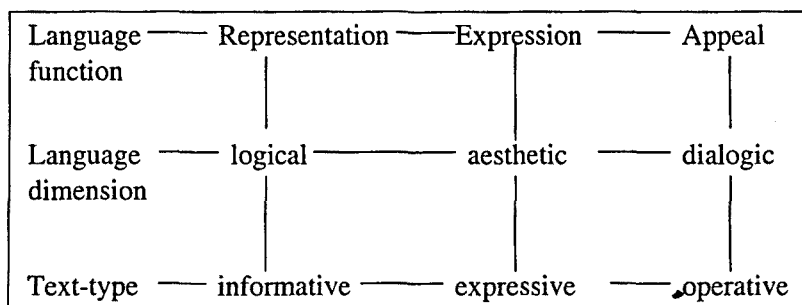 Language function Representation Expression Appeal
Language dimension logical aesthetic dialogic
Text-type informative expressive operative